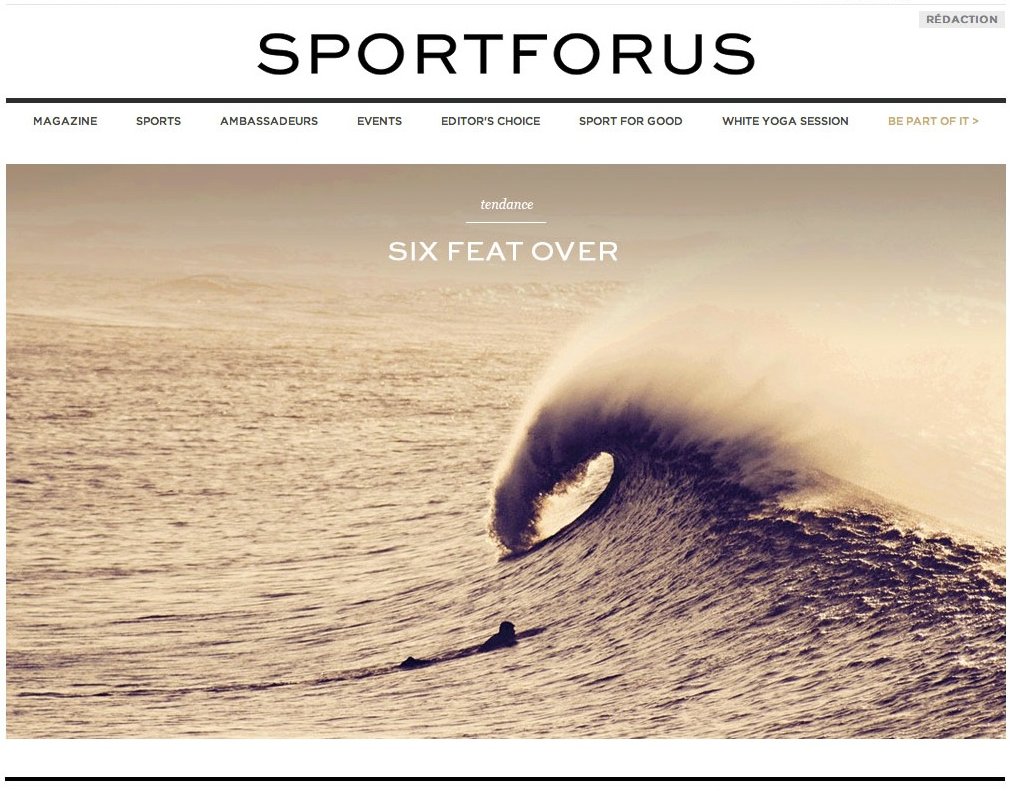 RÉDACTION
SPORTFORUS
MAGAZINE SPORTS AMBASSADEURS EVENTS EDITOR'S CHOICE SPORT FOR GOOD WHITE YOGA SESSION BE PART OF IT >
tendance
SIX FEAT OVER